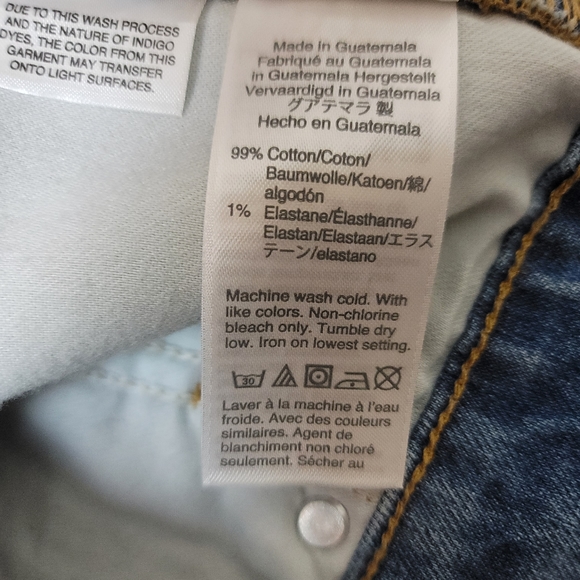 DUE TO THIS WASH PROCESS
AND THE NATURE OF INDIGO
DYES, THE COLOR FROM THIS
GARMENT MAY TRANSFER
ONTO LIGHT SURFACES.
Made in Guatemala
Fabriqué au Guatemala
in Guatemala Hergestellt
Vervaardigd in Guatemala
グアテマラ 製
Hecho en Guatemala
99% Cotton/Coton/
Baumwolle/Katoen/綿/
algodón
1% Elastane/Élasthanne/
Elastan/Elastaan/エラス
テーン/elastano
Machine wash cold. With
like colors. Non-chlorine
bleach only. Tumble dry
low. Iron on lowest setting.
30
Laver à la machine à l'eau
froide. Avec des couleurs
similaires. Agent de
blanchiment non chloré
seulement. Sécher au